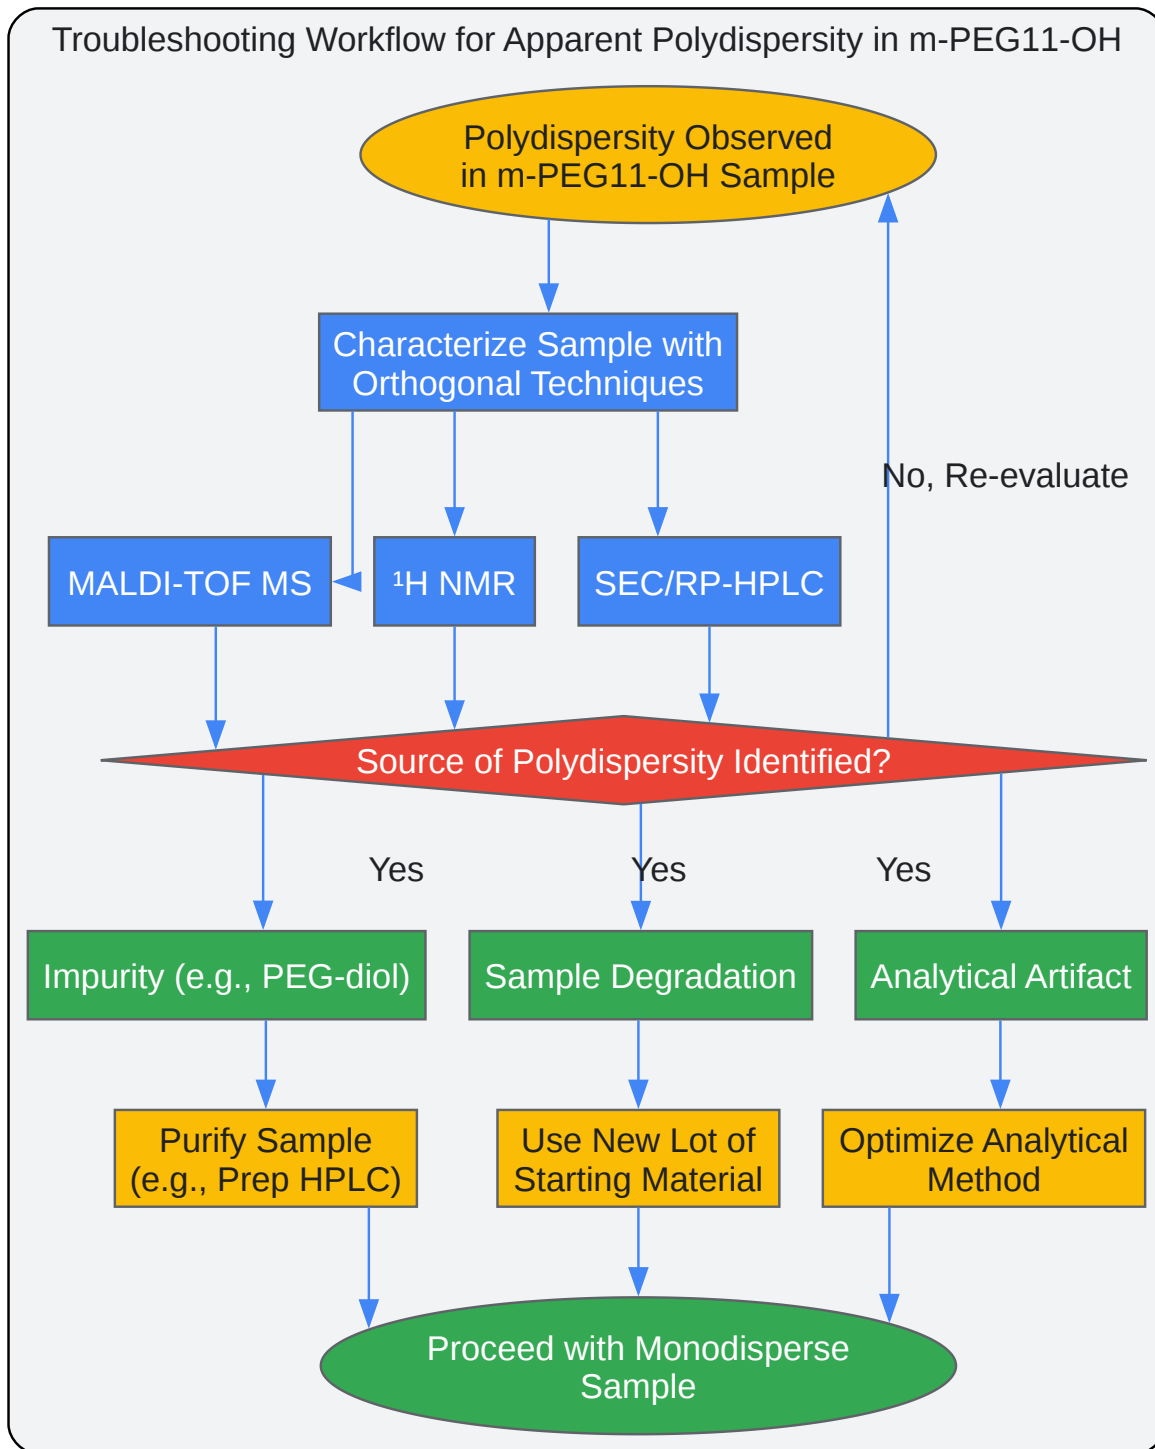 Troubleshooting Workflow for Apparent Polydispersity in m-PEG11-OH
Polydispersity Observed
in m-PEG11-OH Sample
Characterize Sample with
Orthogonal Techniques
No, Re-evaluate
MALDI-TOF MS
¹H NMR
SEC/RP-HPLC
Source of Polydispersity Identified?
Yes
Yes
Yes
Impurity (e.g., PEG-diol)
Sample Degradation
Analytical Artifact
Purify Sample
(e.g., Prep HPLC)
Use New Lot of
Starting Material
Optimize Analytical
Method
Proceed with Monodisperse
Sample